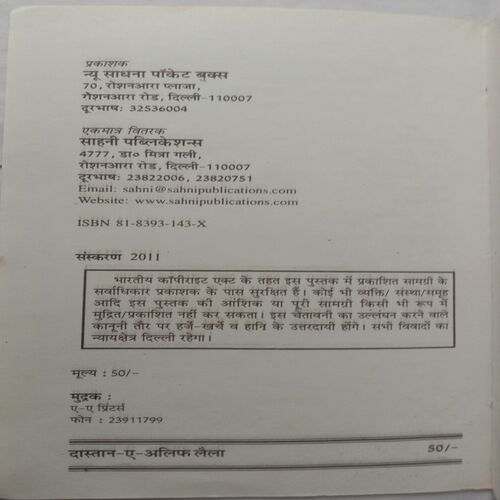 प्रकाशक
न्यू साधना पॉकेट बुक्स
70, रोशनआरा प्लाजा,
रोशनआरा रोड, दिल्ली-110007
दूरभाष: 32536004
एकमात्र वितरक
साहनी पब्लिकेशन्स
4777, डा० मित्रा गली,
रोशनआरा रोड, दिल्ली-110007
दूरभाष: 23822006, 23820751
Email: sahni@sahnipublications.com
Website: www.sahnipublications.com
ISBN 81-8393-143-X
संस्करण 2011
भारतीय कॉपीराइट एक्ट के तहत इस पुस्तक में प्रकाशित सामग्री के
सर्वाधिकार प्रकाशक के पास सुरक्षित हैं। कोई भी व्यक्ति/ संस्था/समूह
आदि इस पुस्तक की आंशिक या पूरी सामग्री किसी भी रूप में
मुद्रित/प्रकाशित नहीं कर सकता। इस चेतावनी का उल्लंघन करने वाले
कानूनी तौर पर हर्जे-खर्चे व हानि के उत्तरदायी होंगे। सभी विवादों का
न्यायक्षेत्र दिल्ली रहेगा।
मूल्य : 50/-
मुद्रक :
ए-ए प्रिंटर्स
फोन : 23911799
दास्तान-ए-अलिफ लैला 50/-